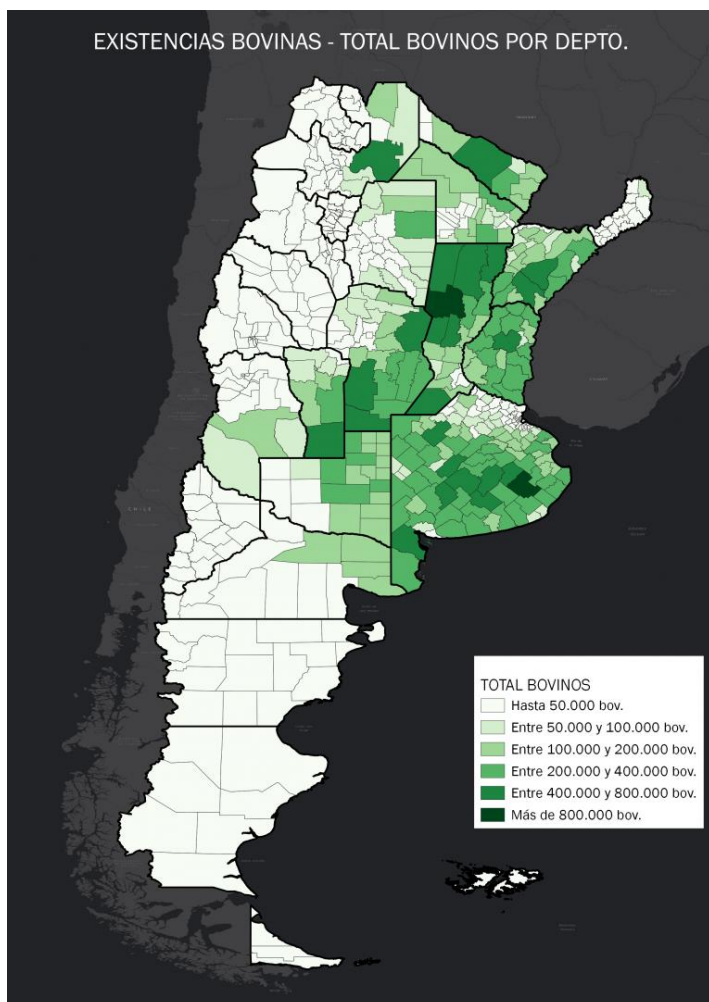 EXISTENCIAS BOVINAS - TOTAL BOVINOS POR DEPTO.
CHILE
TOTAL BOVINOS
Hasta 50.000 bov.
Entre 50.000 y 100.000 bov.
Entre 100.000 y 200.000 bov.
Entre 200.000 y 400.000 bov.
Entre 400.000 y 800.000 bov.
Más de 800.000 bov.